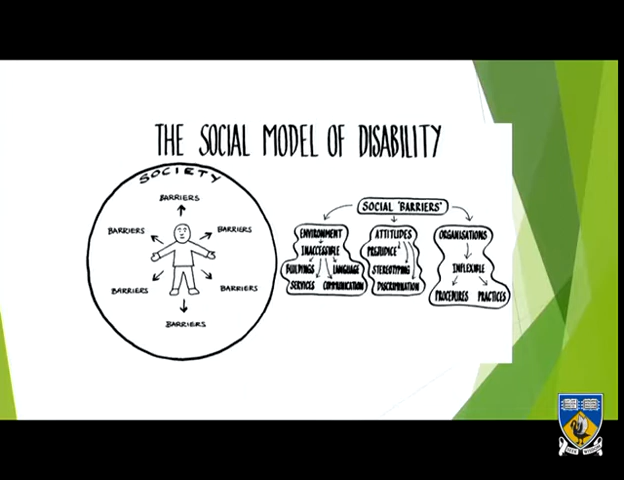 THE SOCIAL MODEL OF DISABILITY
SOCIETY
BARRIERS
BARRIERS
BARRIERS
BARRIERS
BARRIERS
BARRIERS
SOCIAL 'BARRIERS'
ENVIRONMENT
INACCESSIBLE
BUILDINGS LANGUAGE
SERVICES COMMUNICATION
ATTITUDES
PREJUDICE
STEREOTYPING
DISCRIMINATION
ORGANISATIONS
INFLEXIBLE
PROCEDURES PRACTICES